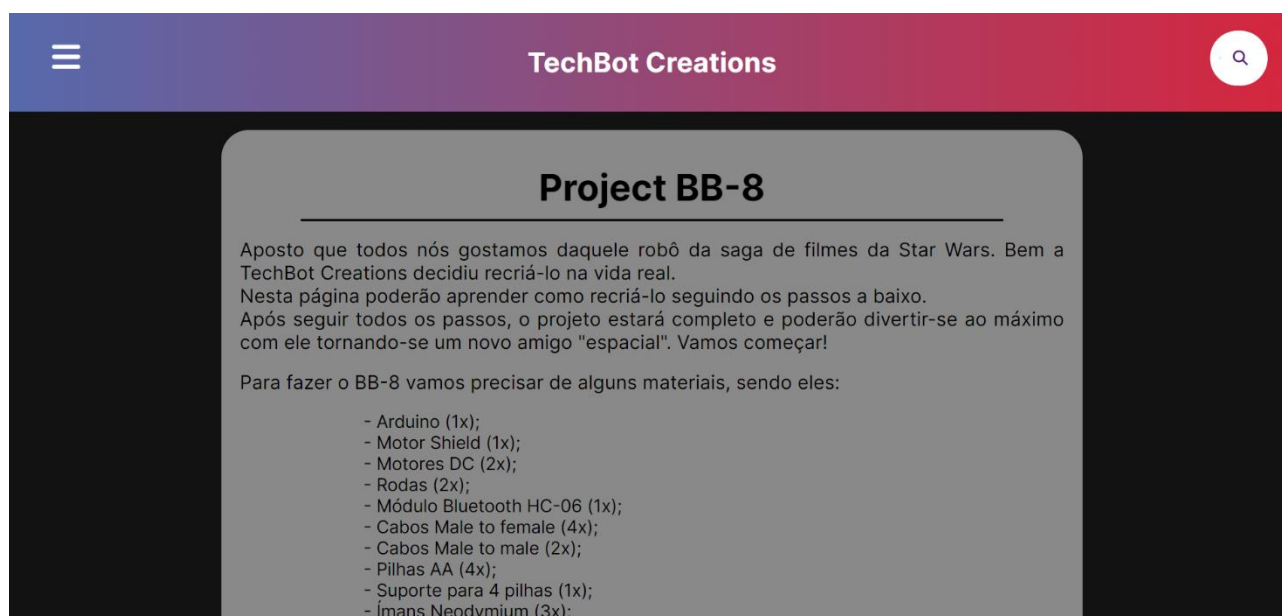 TechBot Creations
Project BB-8
Aposto que todos nós gostamos daquele robô da saga de filmes da Star Wars. Bem a
TechBot Creations decidiu recriá-lo na vida real.
Nesta página poderão aprender como recriá-lo seguindo os passos a baixo.
Após seguir todos os passos, o projeto estará completo e poderão divertir-se ao máximo
com ele tornando-se um novo amigo "espacial". Vamos começar!
Para fazer o BB-8 vamos precisar de alguns materiais, sendo eles:
- Arduino (1x);
- Motor Shield (1x);
- Motores DC (2x);
- Rodas (2x);
- Módulo Bluetooth HC-06 (1x);
- Cabos Male to female (4x);
- Cabos Male to male (2x);
- Pilhas AA (4x);
- Suporte para 4 pilhas (1x);
- Ímans Neodymium (3x);